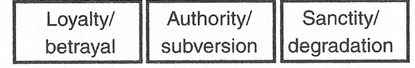 Loyalty/
betrayal
Authority/
subversion
Sanctity/
degradation